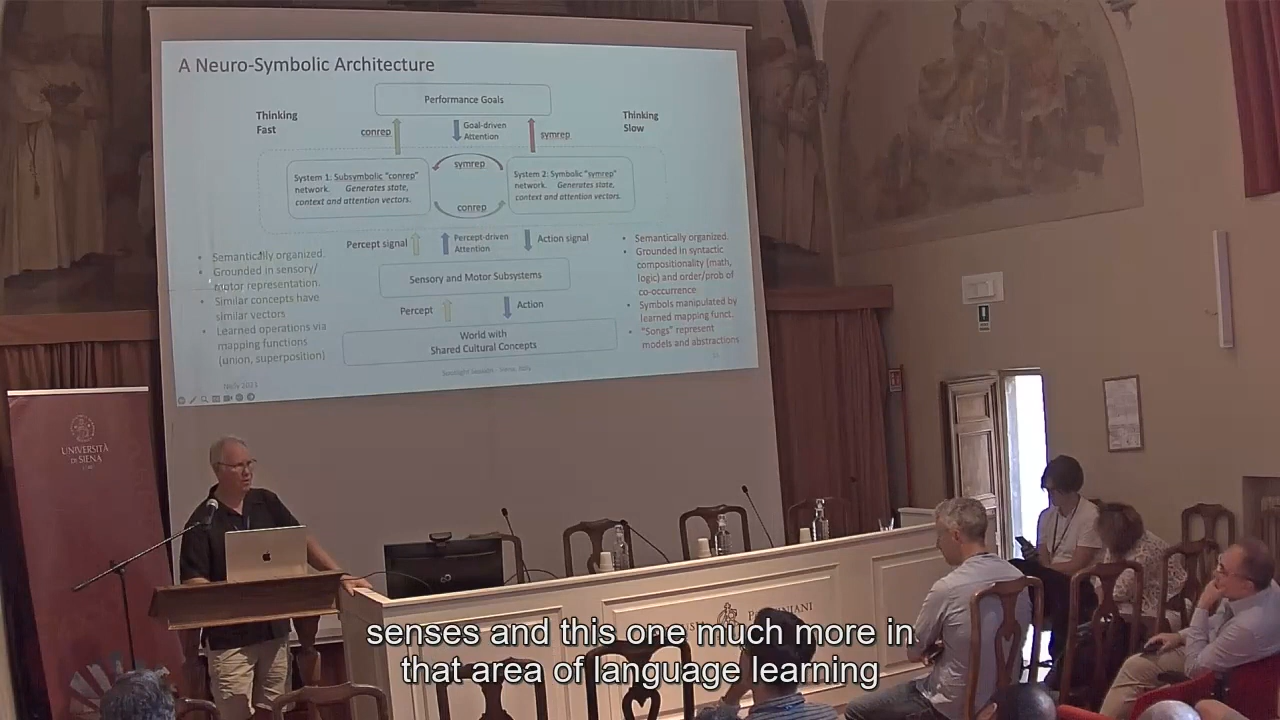 A Neuro-Symbolic Architecture
Performance Goals
Thinking
Fast
Thinking
Slow
conrep
Goal-driven
Attention
symrep
symrep
System 1: Subsymbolic "conrep"
network. Generates state,
context and attention vectors.
System 2: Symbolic "symrep"
network. Generates state,
context and attention vectors.
conrep
Percept signal
Percept-driven
Attention
Action signal
• Semantically organized.
• Grounded in sensory/
motor representation.
• Similar concepts have
similar vectors
• Learned operations via
mapping functions
(union, superposition)
Sensory and Motor Subsystems
Percept
Action
World with
Shared Cultural Concepts
• Semantically organized.
• Grounded in syntactic
compositionality (math,
logic) and order/prob of
co-occurrence
• Symbols manipulated by
learned mapping funct.
• "Songs" represent
models and abstractions
NeSy 2023
UNIVERSITÀ
DI SIENA
1240
senses and this one much more in
that area of language learning